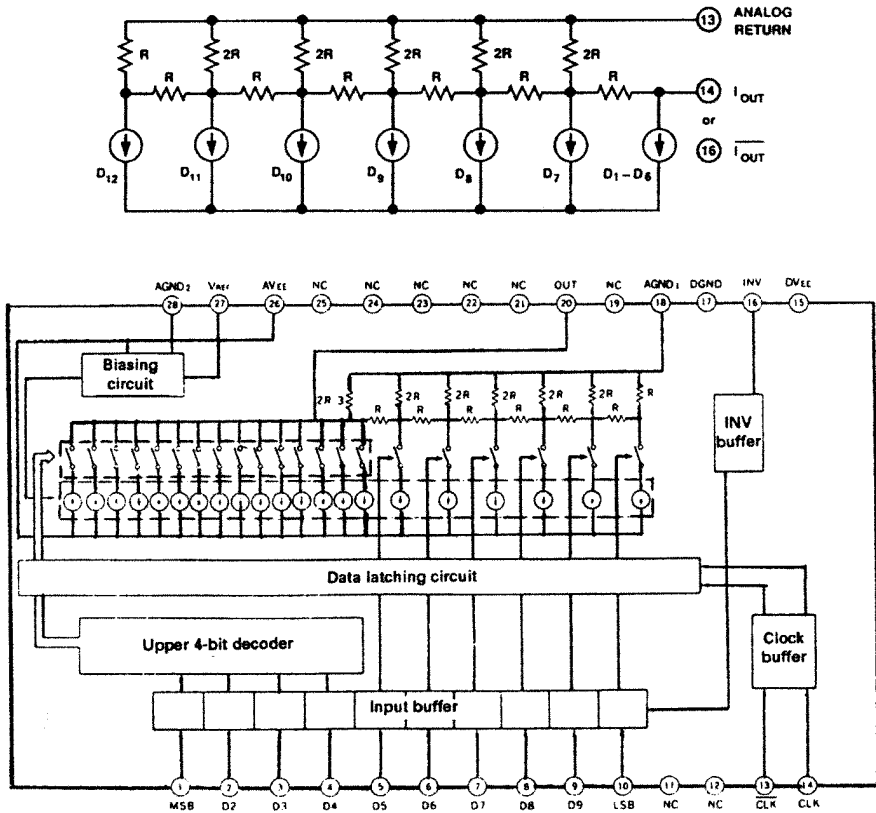 13 ANALOG RETURN
R 2R 2R 2R 2R 2R
R R R R R R
14 I OUT
or
16 I OUT
D12 D11 D10 D9 D8 D7 D1-D6
AGND2 VREF AVEE NC NC NC NC NC OUT NC AGND1 DGND INV DVEE
28 27 26 25 24 23 22 21 20 19 18 17 16 15
Biasing circuit
2R 3 2R 2R 2R 2R 2R R
R R R R R R
INV buffer
Data latching circuit
Upper 4-bit decoder
Clock buffer
Input buffer
1 2 3 4 5 6 7 8 9 10 11 12 13 14
MSB D2 D3 D4 D5 D6 D7 D8 D9 LSB NC NC CLK CLK